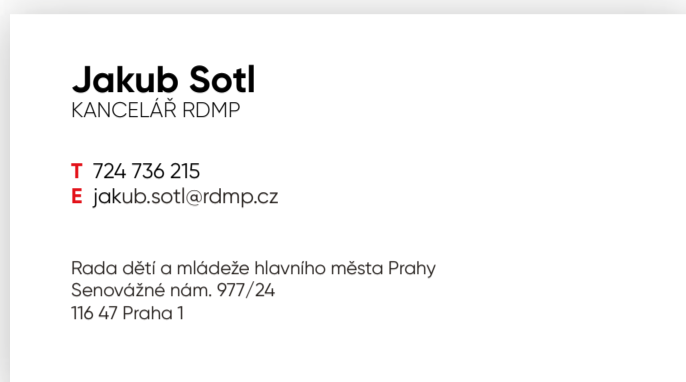 Jakub Sotl
KANCELÁŘ RDMP
T 724 736 215
E jakub.sotl@rdmp.cz
Rada dětí a mládeže hlavního města Prahy
Senovážné nám. 977/24
116 47 Praha 1